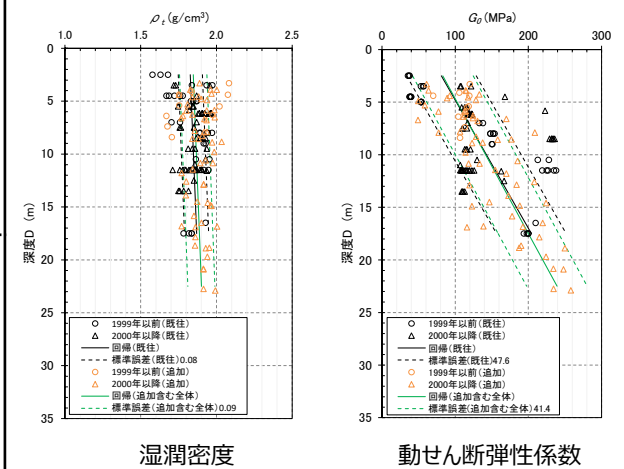 ρt(g/cm³)
1.0 1.5 2.0 2.5
0
5
10
15
20
25
30
35
深度D (m)
○ 1999年以前(既往)
△ 2000年以降(既往)
回帰(既往)
標準誤差(既往)0.08
○ 1999年以前(追加)
△ 2000年以降(追加)
回帰(追加含む全体)
標準誤差(追加含む全体)0.09
湿潤密度
G0 (MPa)
0 100 200 300
0
5
10
15
20
25
30
35
深度D (m)
○ 1999年以前(既往)
△ 2000年以降(既往)
回帰(既往)
標準誤差(既往)47.6
○ 1999年以前(追加)
△ 2000年以降(追加)
回帰(追加含む全体)
標準誤差(追加含む全体)41.4
動せん断弾性係数